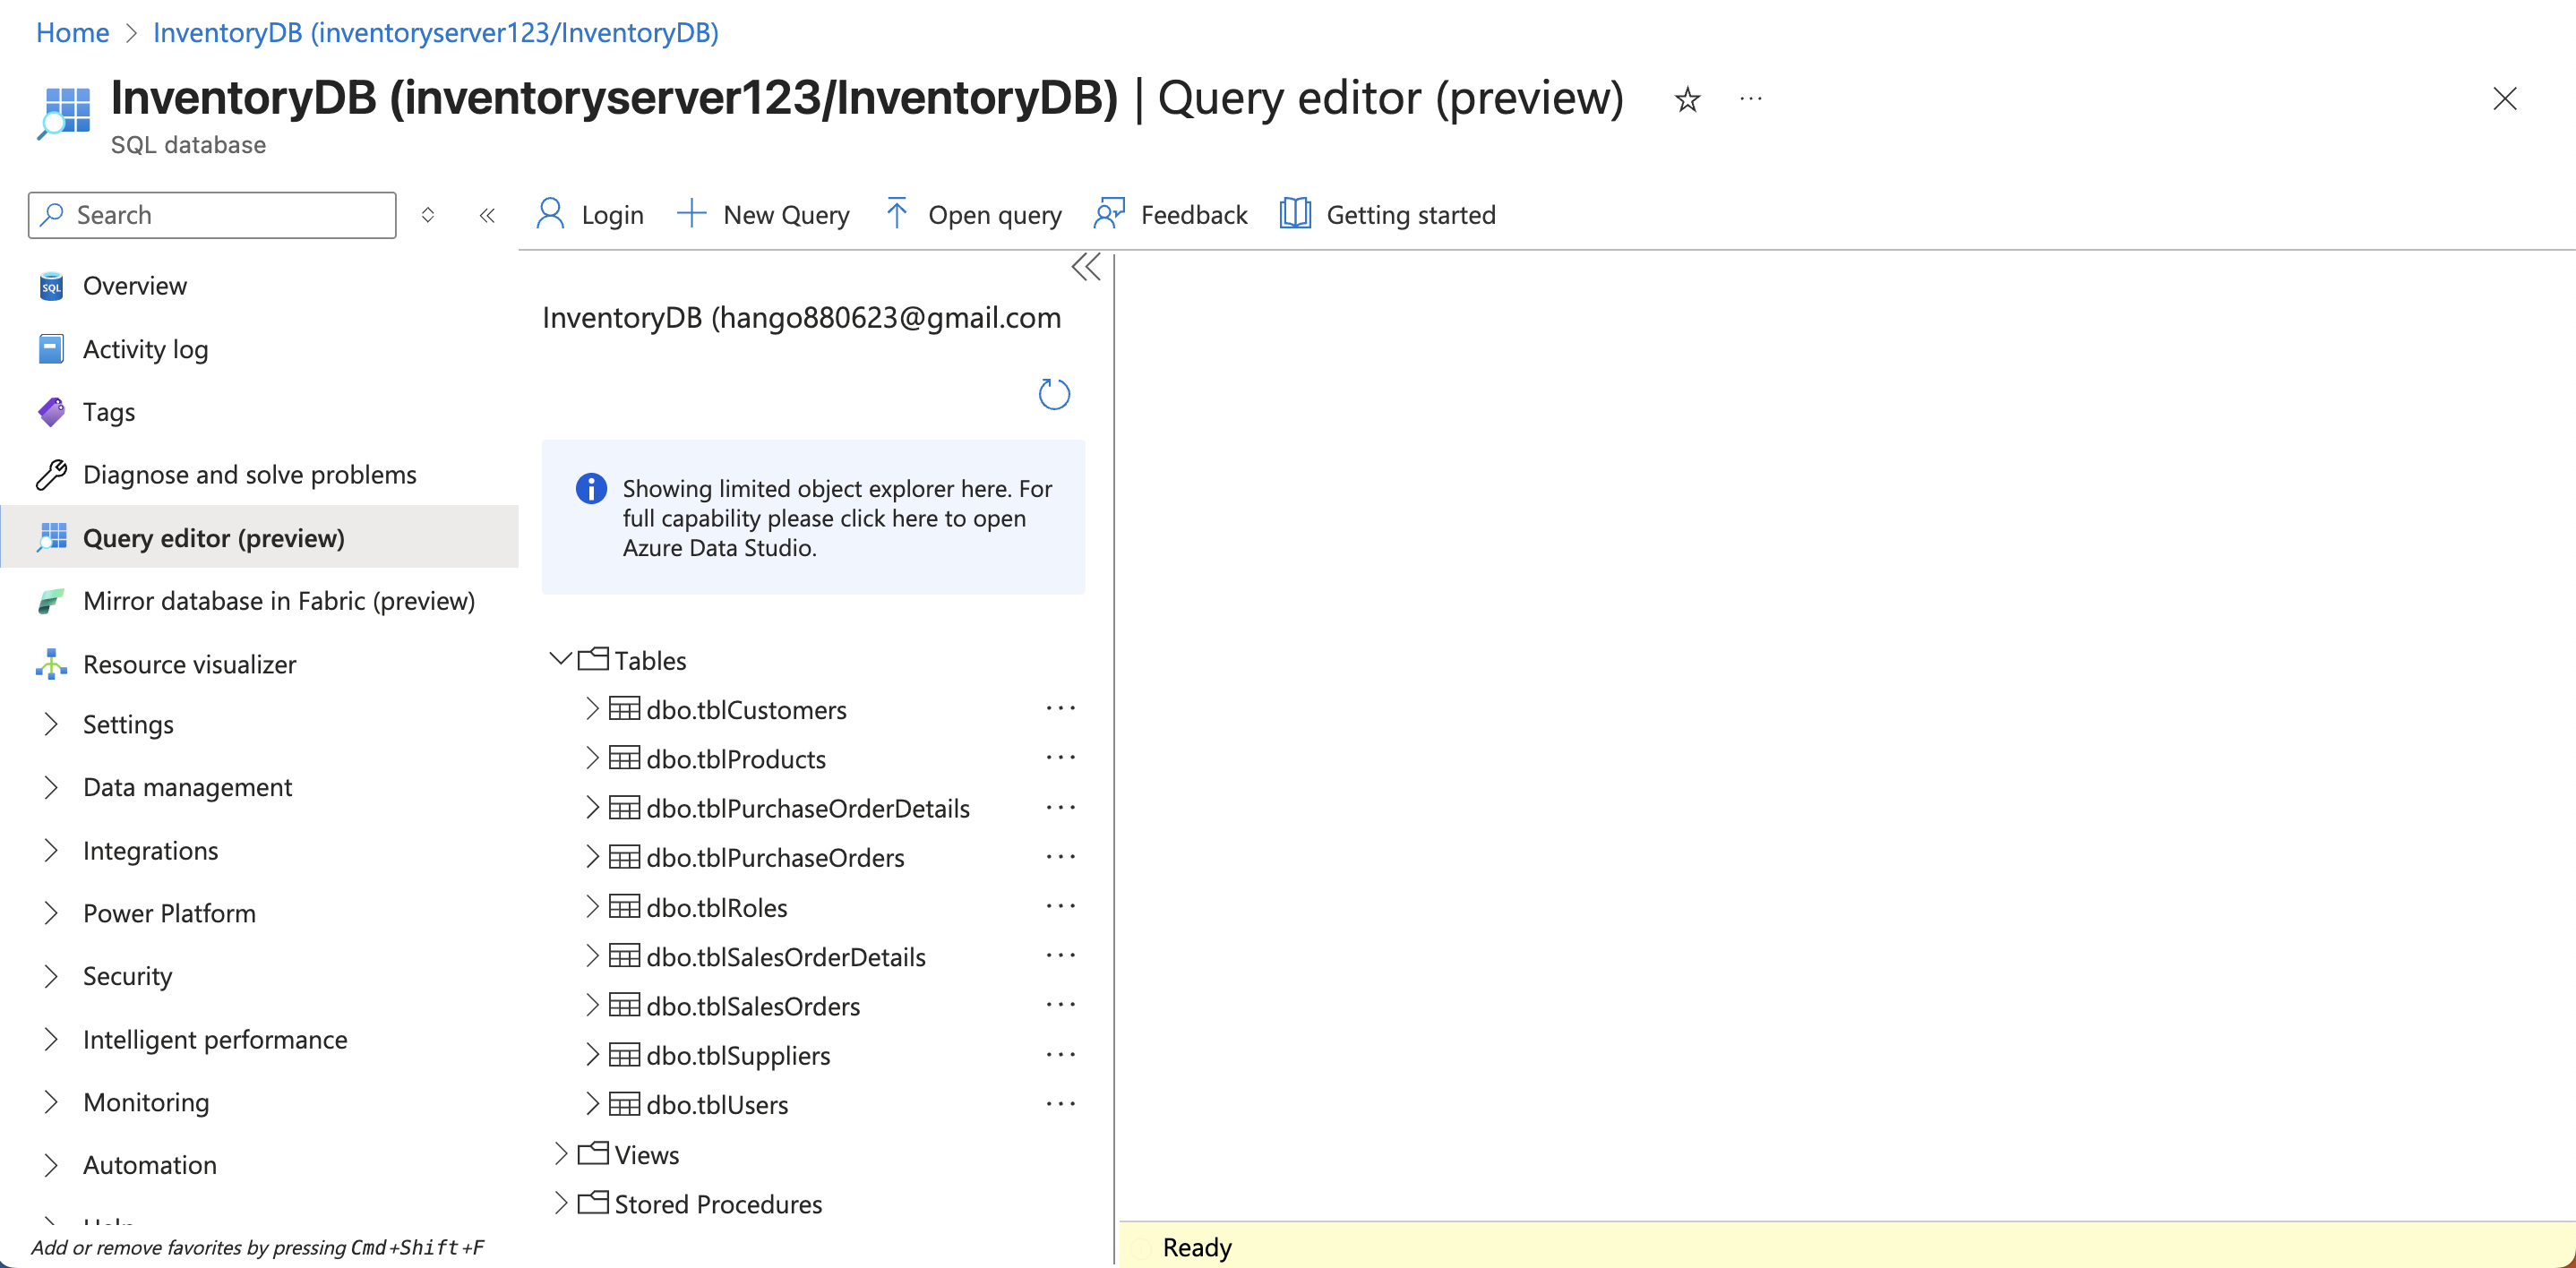 Home > InventoryDB (inventoryserver123/InventoryDB)
InventoryDB (inventoryserver123/InventoryDB) | Query editor (preview) ☆ ···
SQL database
Search
Login
New Query
Open query
Feedback
Getting started
SQL
Overview
Activity log
Tags
Diagnose and solve problems
Query editor (preview)
Mirror database in Fabric (preview)
Resource visualizer
Settings
Data management
Integrations
Power Platform
Security
Intelligent performance
Monitoring
Automation
Add or remove favorites by pressing Cmd+Shift+F
InventoryDB (hango880623@gmail.com
Showing limited object explorer here. For
full capability please click here to open
Azure Data Studio.
Tables
dbo.tblCustomers
dbo.tblProducts
dbo.tblPurchaseOrderDetails
dbo.tblPurchaseOrders
dbo.tblRoles
dbo.tblSalesOrderDetails
dbo.tblSalesOrders
dbo.tblSuppliers
dbo.tblUsers
Views
Stored Procedures
Ready